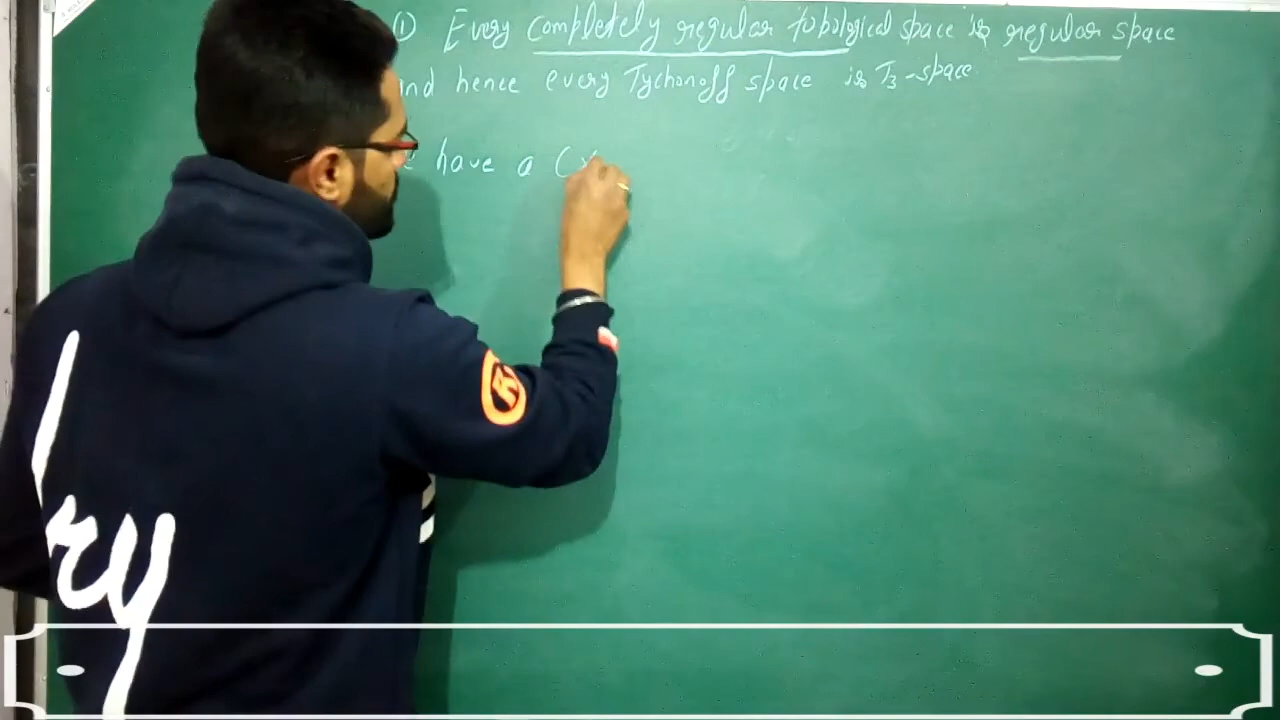 ① Every completely regular topological space is regular space
and hence every Tychonoff space is T₃-space.
have a (X
ry